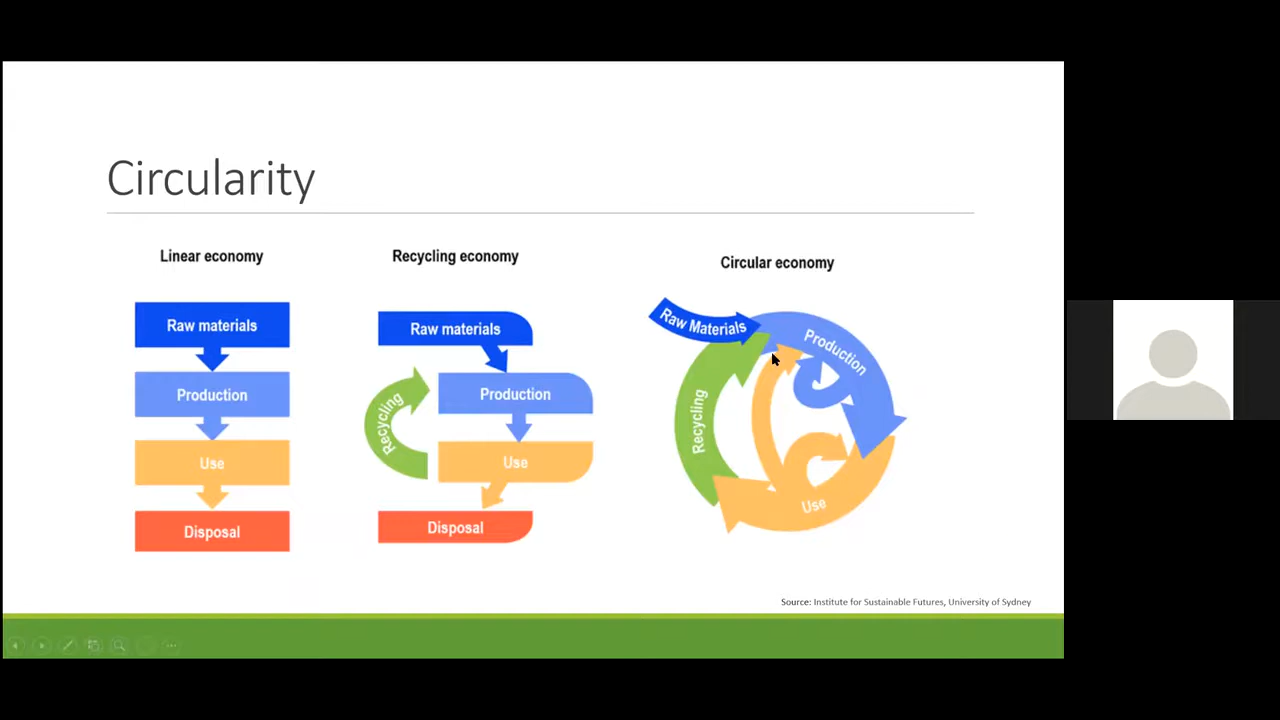 Circularity
Linear economy
Raw materials
Production
Use
Disposal
Recycling economy
Raw materials
Production
Recycling
Use
Disposal
Circular economy
Raw Materials
Production
Recycling
Use
Source: Institute for Sustainable Futures, University of Sydney